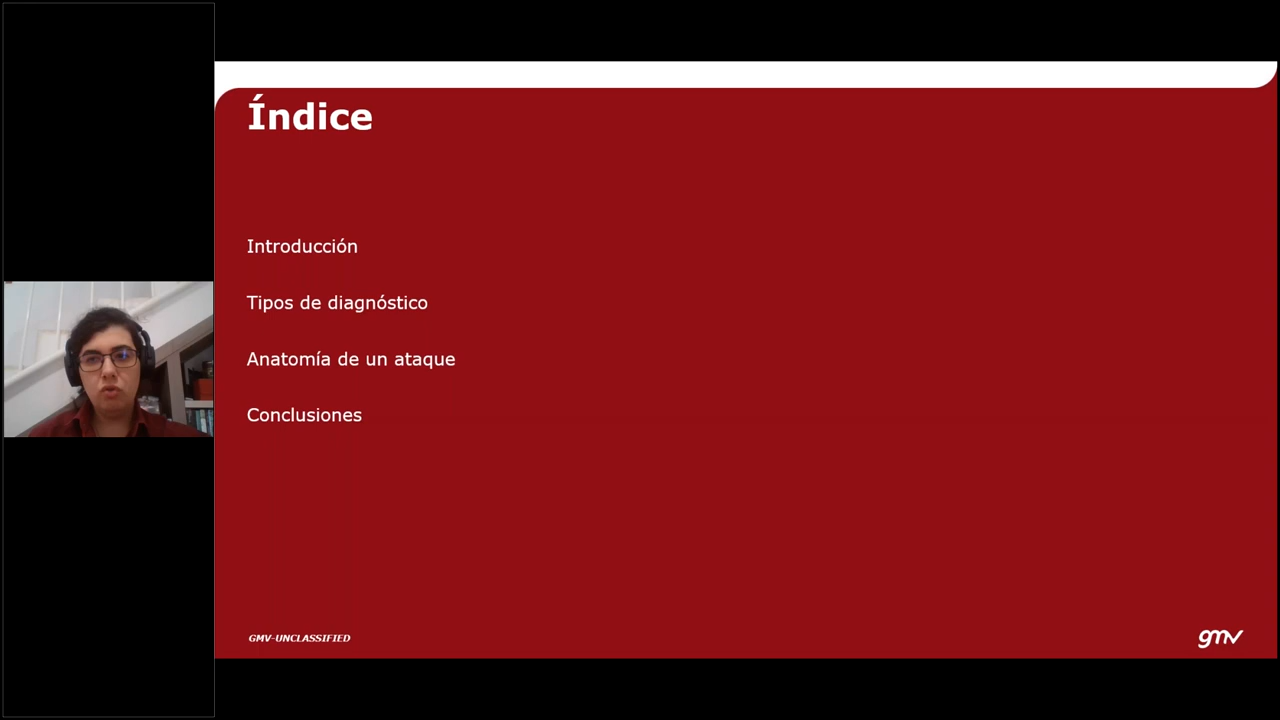 Índice
Introducción
Tipos de diagnóstico
Anatomía de un ataque
Conclusiones
GMV-UNCLASSIFIED
gmv